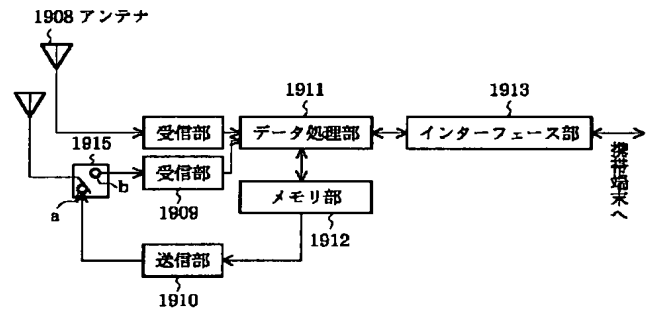 1908 アンテナ
1911
1913
受信部
データ処理部
インターフェース部
1915
受信部
携帯端末へ
b
1909
メモリ部
a
1912
送信部
1910